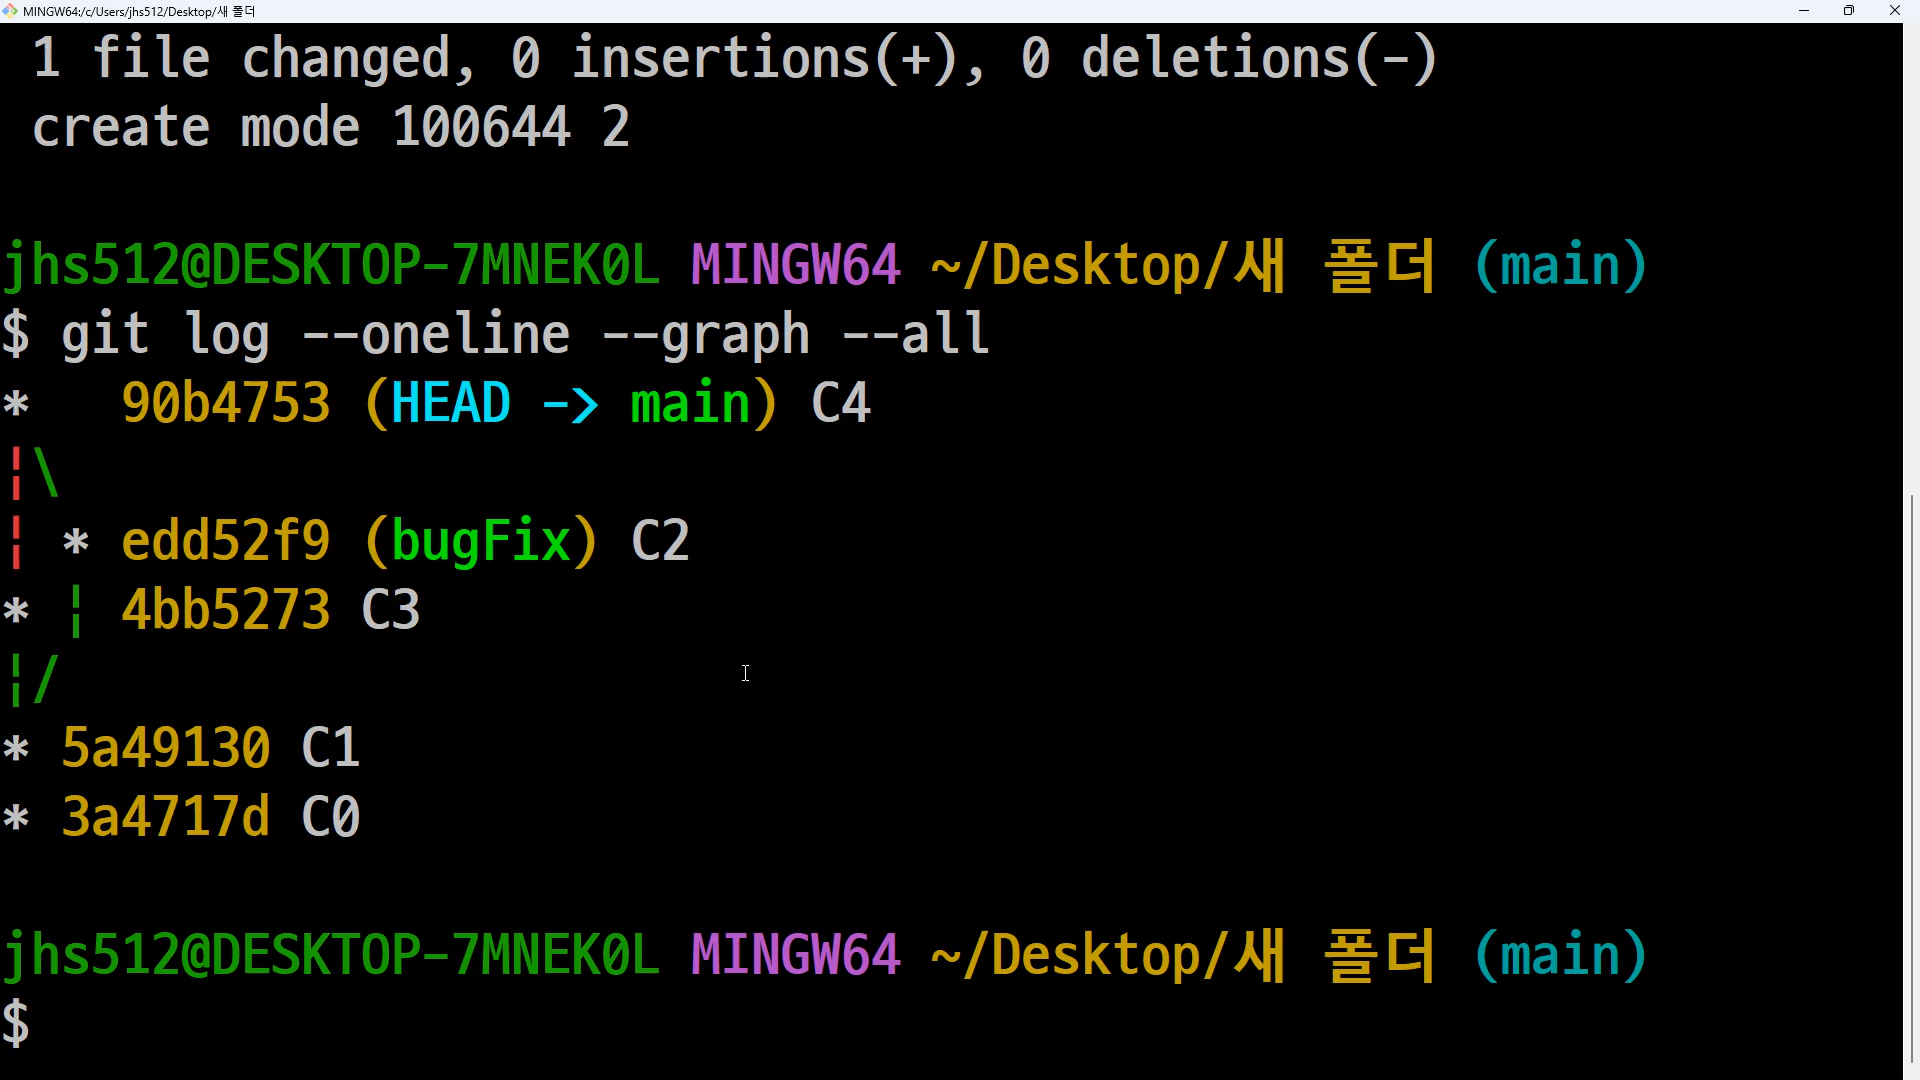 MINGW64:/c/Users/jhs512/Desktop/새 폴더
1 file changed, 0 insertions(+), 0 deletions(-)
create mode 100644 2
jhs512@DESKTOP-7MNEK0L MINGW64 ~/Desktop/새 폴더 (main)
$ git log --oneline --graph --all
*   90b4753 (HEAD -> main) C4
¦\
¦ * edd52f9 (bugFix) C2
* ¦ 4bb5273 C3
¦/
* 5a49130 C1
* 3a4717d C0
jhs512@DESKTOP-7MNEK0L MINGW64 ~/Desktop/새 폴더 (main)
$